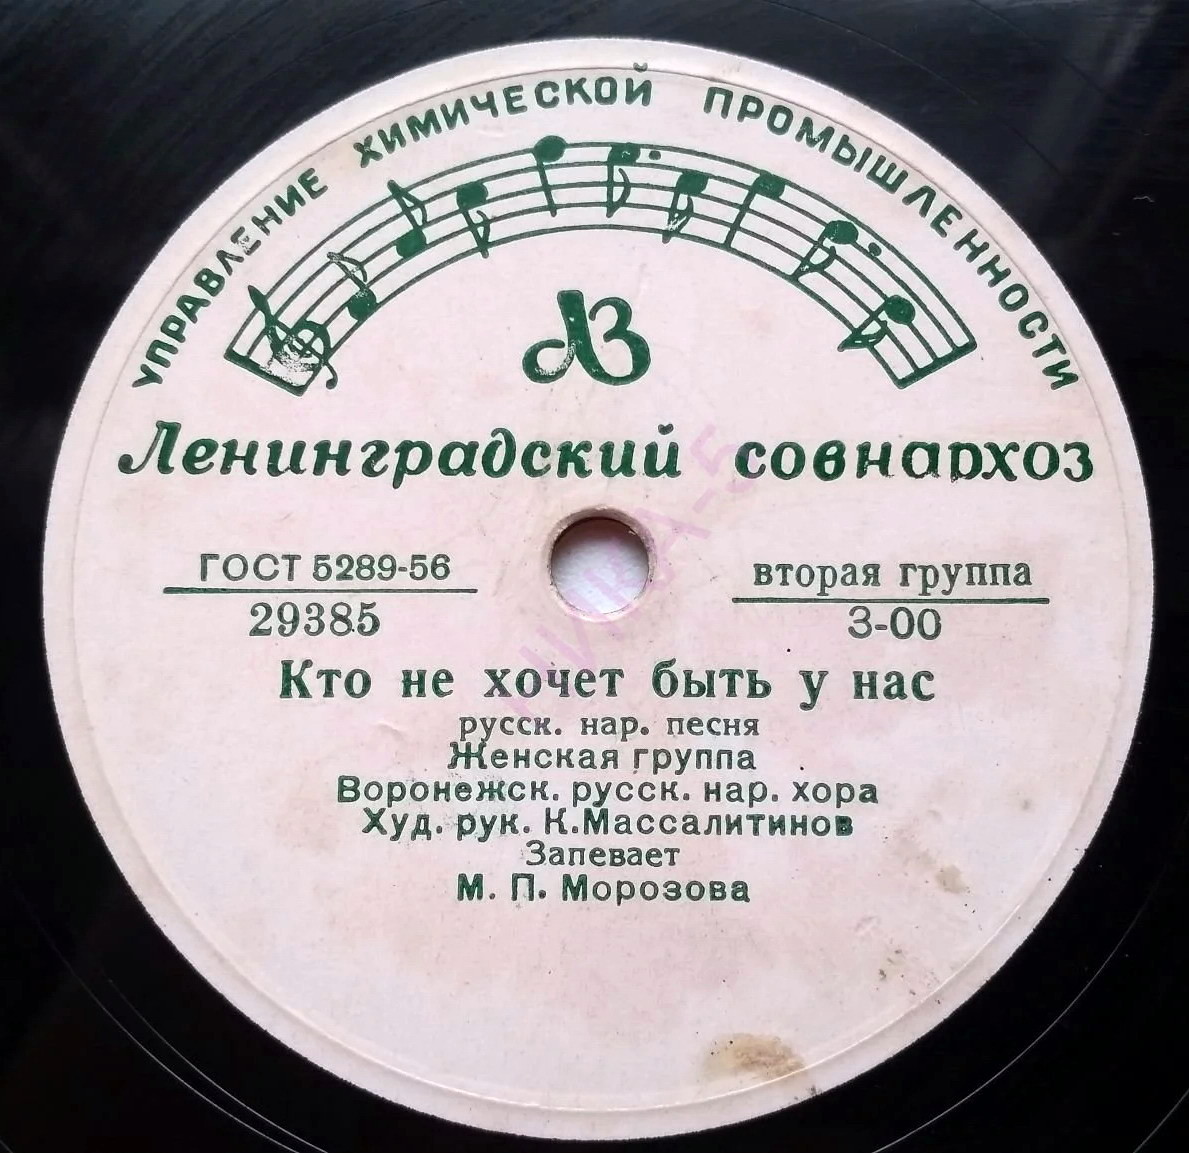 УПРАВЛЕНИЕ ХИМИЧЕСКОЙ ПРОМЫШЛЕННОСТИ
ЛЗ
Ленинградский совнархоз
ГОСТ 5289-56
29385
вторая группа
3-00
Кто не хочет быть у нас
русск. нар. песня
Женская группа
Воронежск. русск. нар. хора
Худ. рук. К.Массалитинов
Запевает
М. П. Морозова